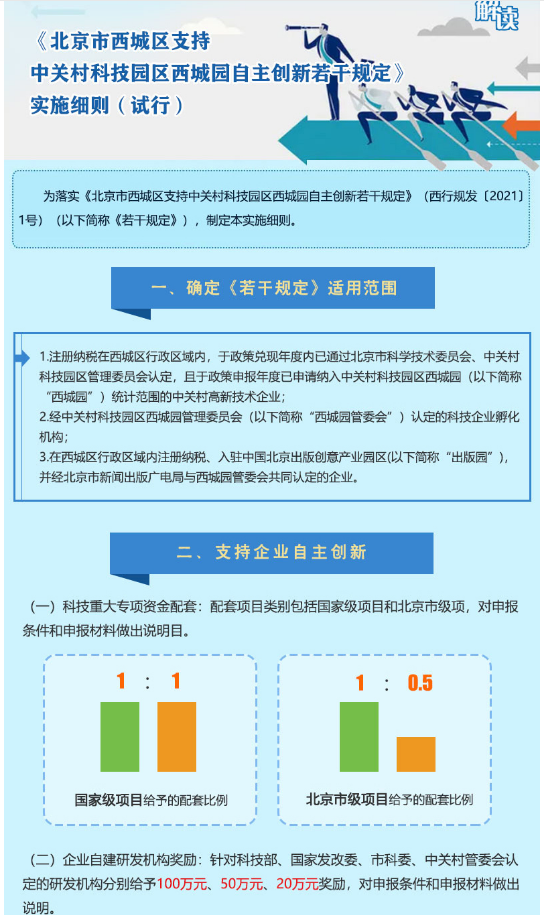 解读
《北京市西城区支持
中关村科技园区西城园自主创新若干规定》
实施细则（试行）
为落实《北京市西城区支持中关村科技园区西城园自主创新若干规定》（西行规发〔2021〕
1号）（以下简称《若干规定》），制定本实施细则。
一、确定《若干规定》适用范围
1.注册纳税在西城区行政区域内，于政策兑现年度内已通过北京市科学技术委员会、中关村
科技园区管理委员会认定，且于政策申报年度已申请纳入中关村科技园区西城园（以下简称
“西城园”）统计范围的中关村高新技术企业；
2.经中关村科技园区西城园管理委员会（以下简称“西城园管委会”）认定的科技企业孵化
机构；
3.在西城区行政区域内注册纳税、入驻中国北京出版创意产业园区(以下简称“出版园”)，
并经北京市新闻出版广电局与西城园管委会共同认定的企业。
二、支持企业自主创新
（一）科技重大专项资金配套：配套项目类别包括国家级项目和北京市级项，对申报
条件和申报材料做出说明目。
1 : 1
国家级项目给予的配套比例
1 : 0.5
北京市级项目给予的配套比例
（二）企业自建研发机构奖励：针对科技部、国家发改委、市科委、中关村管委会认
定的研发机构分别给予100万元、50万元、20万元奖励，对申报条件和申报材料做出
说明。